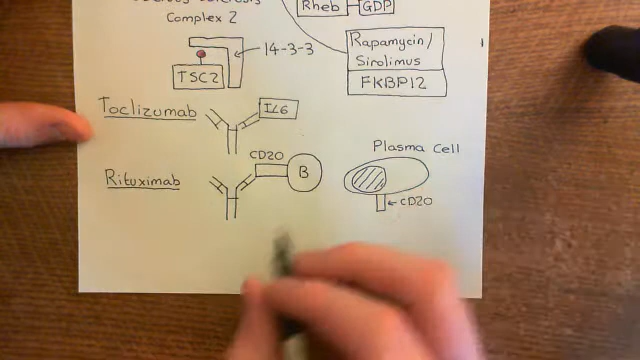 Complex 2
Rheb
GDP
14-3-3
TSC2
Rapamycin/
Sirolimus
FKBP12
Toclizumab
IL6
Plasma Cell
CD20
B
Rituximab
CD20